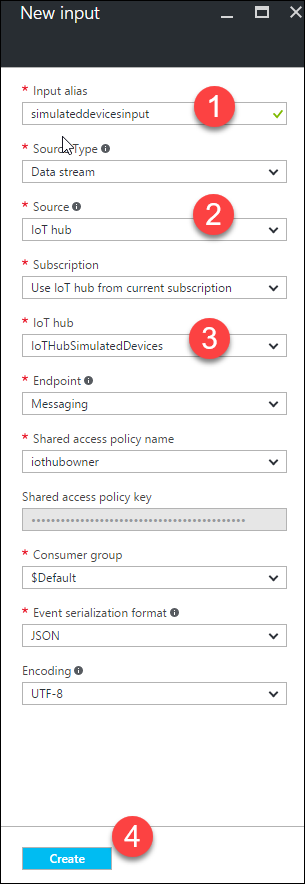 New input
* Input alias
simulateddevicesinput
1
* Source Type
Data stream
* Source
2
IoT hub
* Subscription
Use IoT hub from current subscription
* IoT hub
3
IoTHubSimulatedDevices
* Endpoint
Messaging
* Shared access policy name
iothubowner
Shared access policy key
••••••••••••••••••••••••••••••••••••••••••••
* Consumer group
$Default
* Event serialization format
JSON
Encoding
UTF-8
4
Create